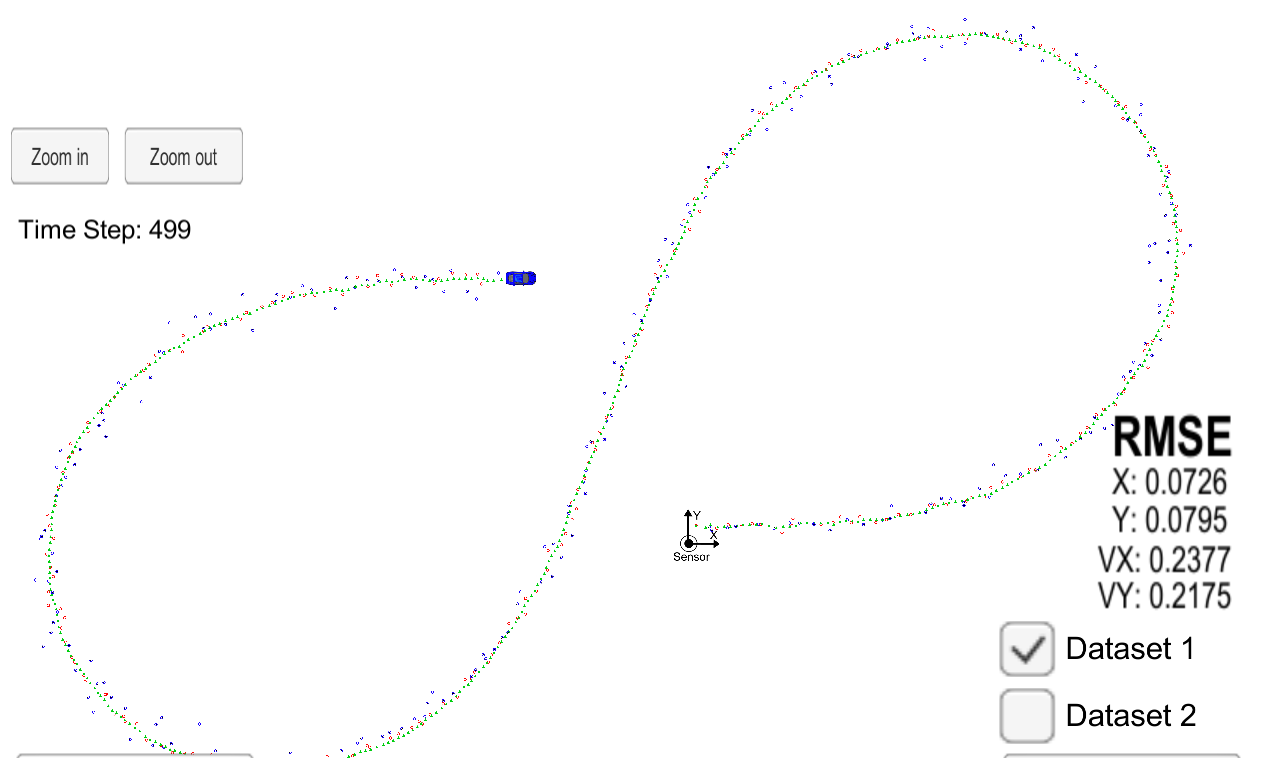 Zoom in
Zoom out
Time Step: 499
Y
X
Sensor
RMSE
X: 0.0726
Y: 0.0795
VX: 0.2377
VY: 0.2175
Dataset 1
Dataset 2